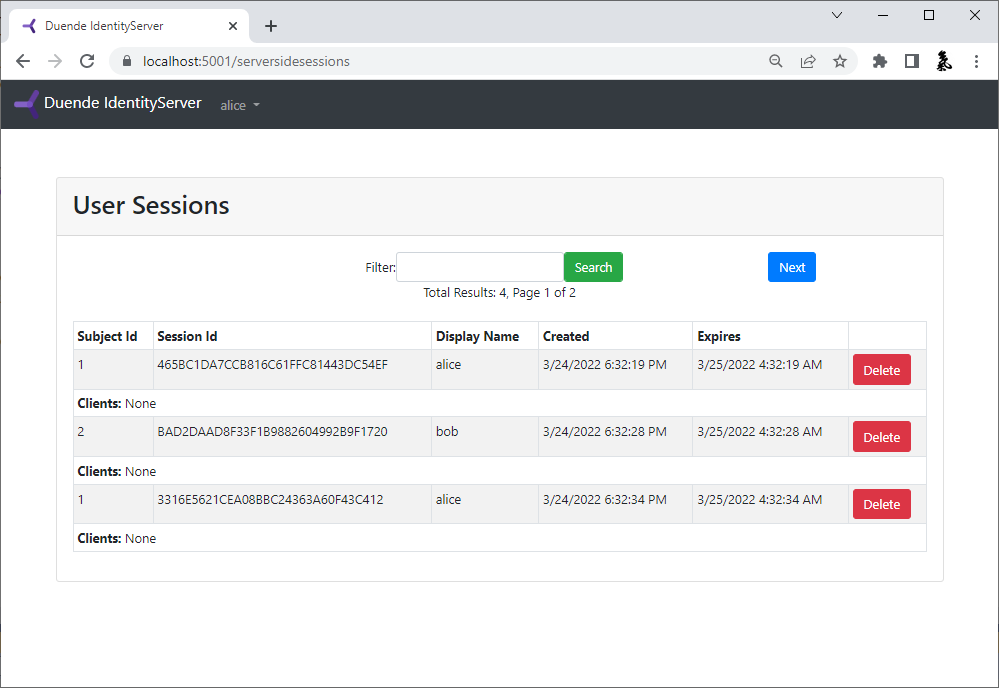 Duende IdentityServer
localhost:5001/serversidesessions
Duende IdentityServer alice
User Sessions
Filter: Search Next
Total Results: 4, Page 1 of 2
Subject Id Session Id Display Name Created Expires
1 465BC1DA7CCB816C61FFC81443DC54EF alice 3/24/2022 6:32:19 PM 3/25/2022 4:32:19 AM Delete
Clients: None
2 BAD2DAAD8F33F1B9882604992B9F1720 bob 3/24/2022 6:32:28 PM 3/25/2022 4:32:28 AM Delete
Clients: None
1 3316E5621CEA08BBC24363A60F43C412 alice 3/24/2022 6:32:34 PM 3/25/2022 4:32:34 AM Delete
Clients: None